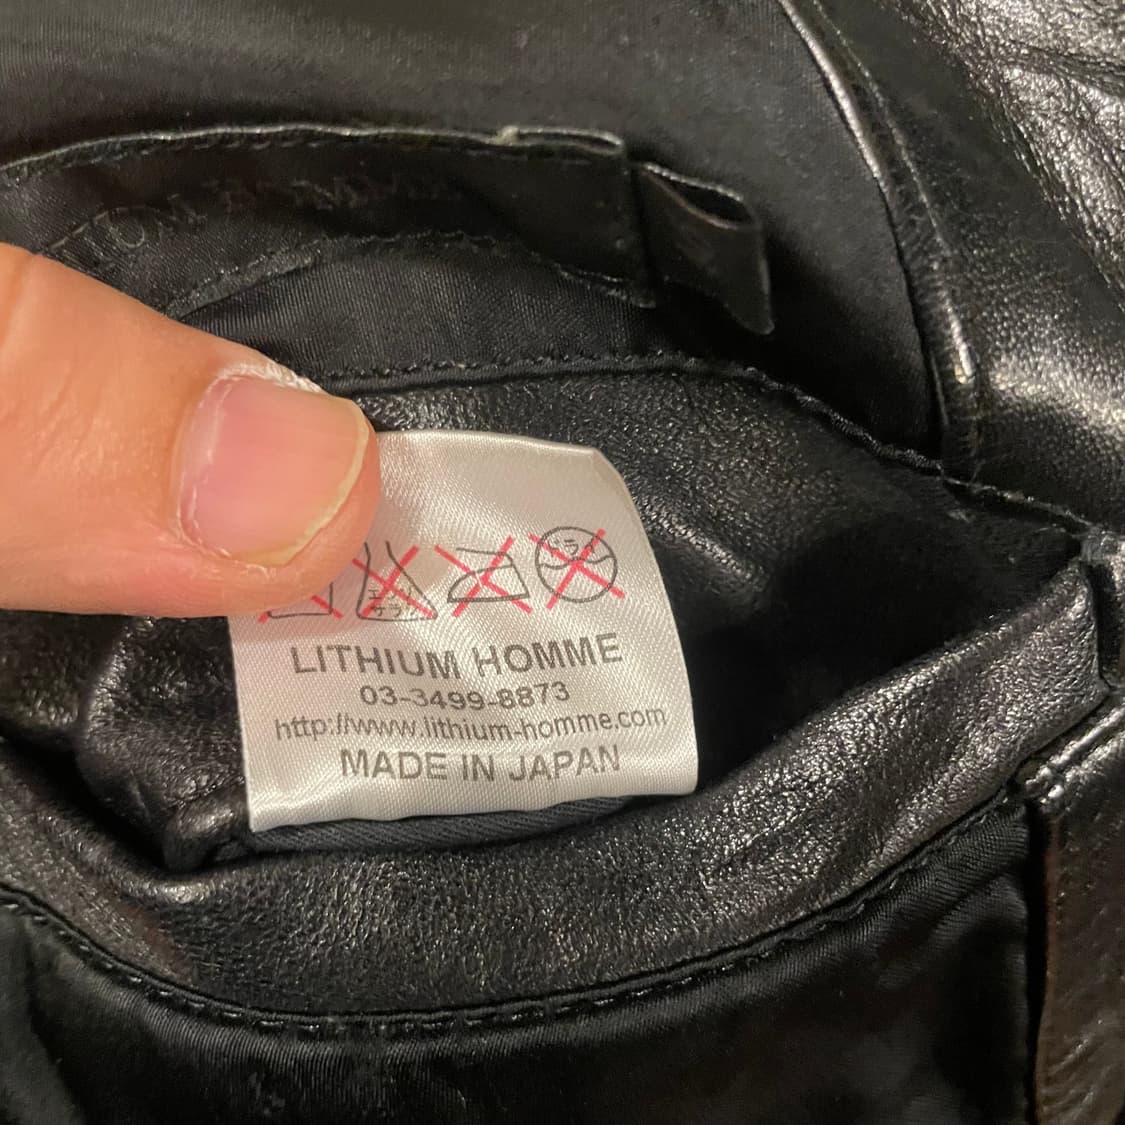 LITHIUM HOMME
03-3499-8873
http://www.lithium-homme.com
MADE IN JAPAN